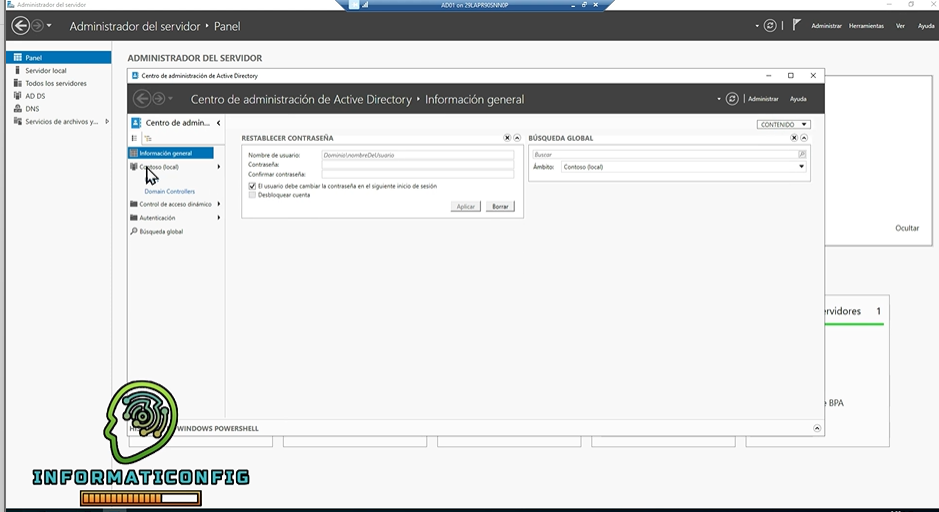 Administrador del servidor
AD01 on 29LAPR90SNN0P
Administrador del servidor • Panel
Administrar Herramientas Ver Ayuda
Panel
Servidor local
Todos los servidores
AD DS
DNS
Servicios de archivos y...
ADMINISTRADOR DEL SERVIDOR
Centro de administración de Active Directory
Centro de administración de Active Directory • Información general
Administrar Ayuda
Centro de admin...
CONTENIDO
Información general
Contoso (local)
Domain Controllers
Control de acceso dinámico
Autenticación
Búsqueda global
RESTABLECER CONTRASEÑA
Nombre de usuario: Dominio\nombreDeUsuario
Contraseña:
Confirmar contraseña:
El usuario debe cambiar la contraseña en el siguiente inicio de sesión
Desbloquear cuenta
Aplicar Borrar
BÚSQUEDA GLOBAL
Buscar
Ámbito: Contoso (local)
Ocultar
rvidores 1
BPA
WINDOWS POWERSHELL
INFORMATICONFIG